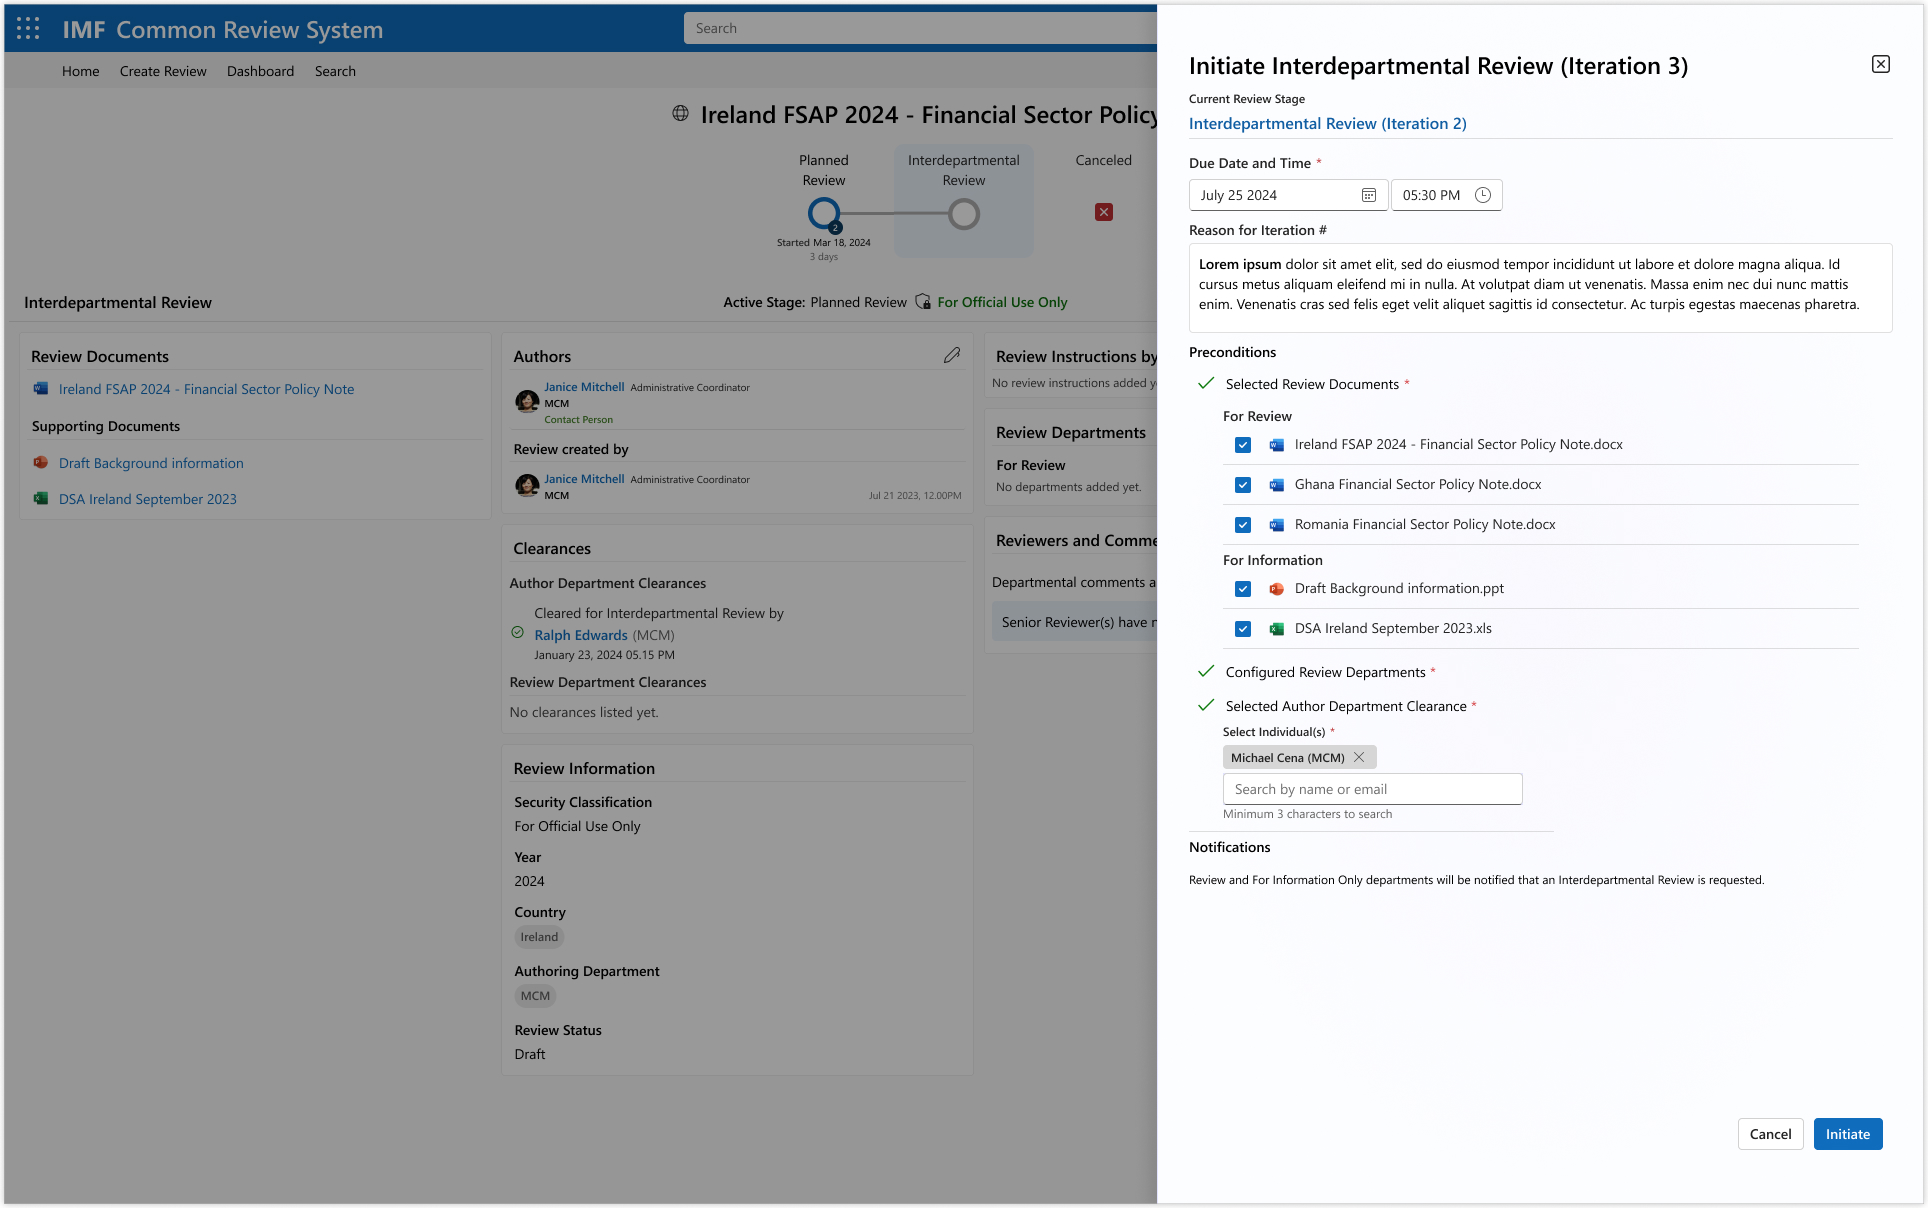 IMF Common Review System
Search
Home Create Review Dashboard Search
Ireland FSAP 2024 - Financial Sector Policy
Planned
Review
2
Started Mar 18, 2024
3 days
Interdepartmental
Review
Canceled
Interdepartmental Review
Active Stage: Planned Review For Official Use Only
Review Documents
Ireland FSAP 2024 - Financial Sector Policy Note
Supporting Documents
Draft Background information
DSA Ireland September 2023
Authors
Janice Mitchell Administrative Coordinator
MCM
Contact Person
Review created by
Janice Mitchell Administrative Coordinator
MCM
Jul 21 2023, 12.00PM
Clearances
Author Department Clearances
Cleared for Interdepartmental Review by
Ralph Edwards (MCM)
January 23, 2024 05.15 PM
Review Department Clearances
No clearances listed yet.
Review Information
Security Classification
For Official Use Only
Year
2024
Country
Ireland
Authoring Department
MCM
Review Status
Draft
Review Instructions by
No review instructions added
Review Departments
For Review
No departments added yet.
Reviewers and
Departmental comments
Senior Reviewer(s) have
Initiate Interdepartmental Review (Iteration 3)
Current Review Stage
Interdepartmental Review (Iteration 2)
Due Date and Time *
July 25 2024
05:30 PM
Reason for Iteration #
Lorem ipsum dolor sit amet elit, sed do eiusmod tempor incididunt ut labore et dolore magna aliqua. Id
cursus metus aliquam eleifend mi in nulla. At volutpat diam ut venenatis. Massa enim nec dui nunc mattis
enim. Venenatis cras sed felis eget velit aliquet sagittis id consectetur. Ac turpis egestas maecenas pharetra.
Preconditions
Selected Review Documents *
For Review
Ireland FSAP 2024 - Financial Sector Policy Note.docx
Ghana Financial Sector Policy Note.docx
Romania Financial Sector Policy Note.docx
For Information
Draft Background information.ppt
DSA Ireland September 2023.xls
Configured Review Departments *
Selected Author Department Clearance *
Select Individual(s) *
Michael Cena (MCM)
Search by name or email
Minimum 3 characters to search
Notifications
Review and For Information Only departments will be notified that an Interdepartmental Review is requested.
Cancel
Initiate